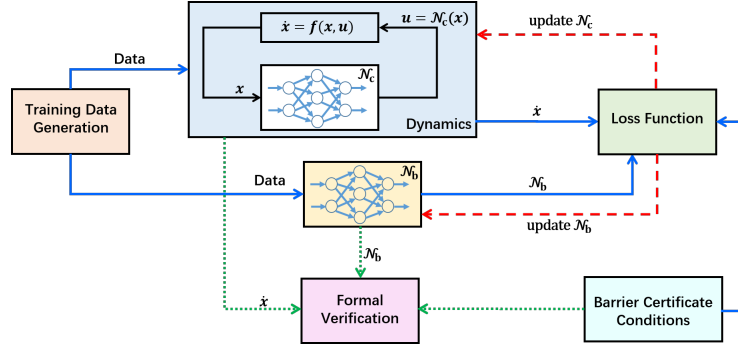 ẋ = f(x, u)
u = 𝒩c(x)
update 𝒩c
Data
x
𝒩c
Training Data
Generation
Dynamics
ẋ
Loss Function
Data
𝒩b
𝒩b
update 𝒩b
𝒩b
ẋ
Formal
Verification
Barrier Certificate
Conditions